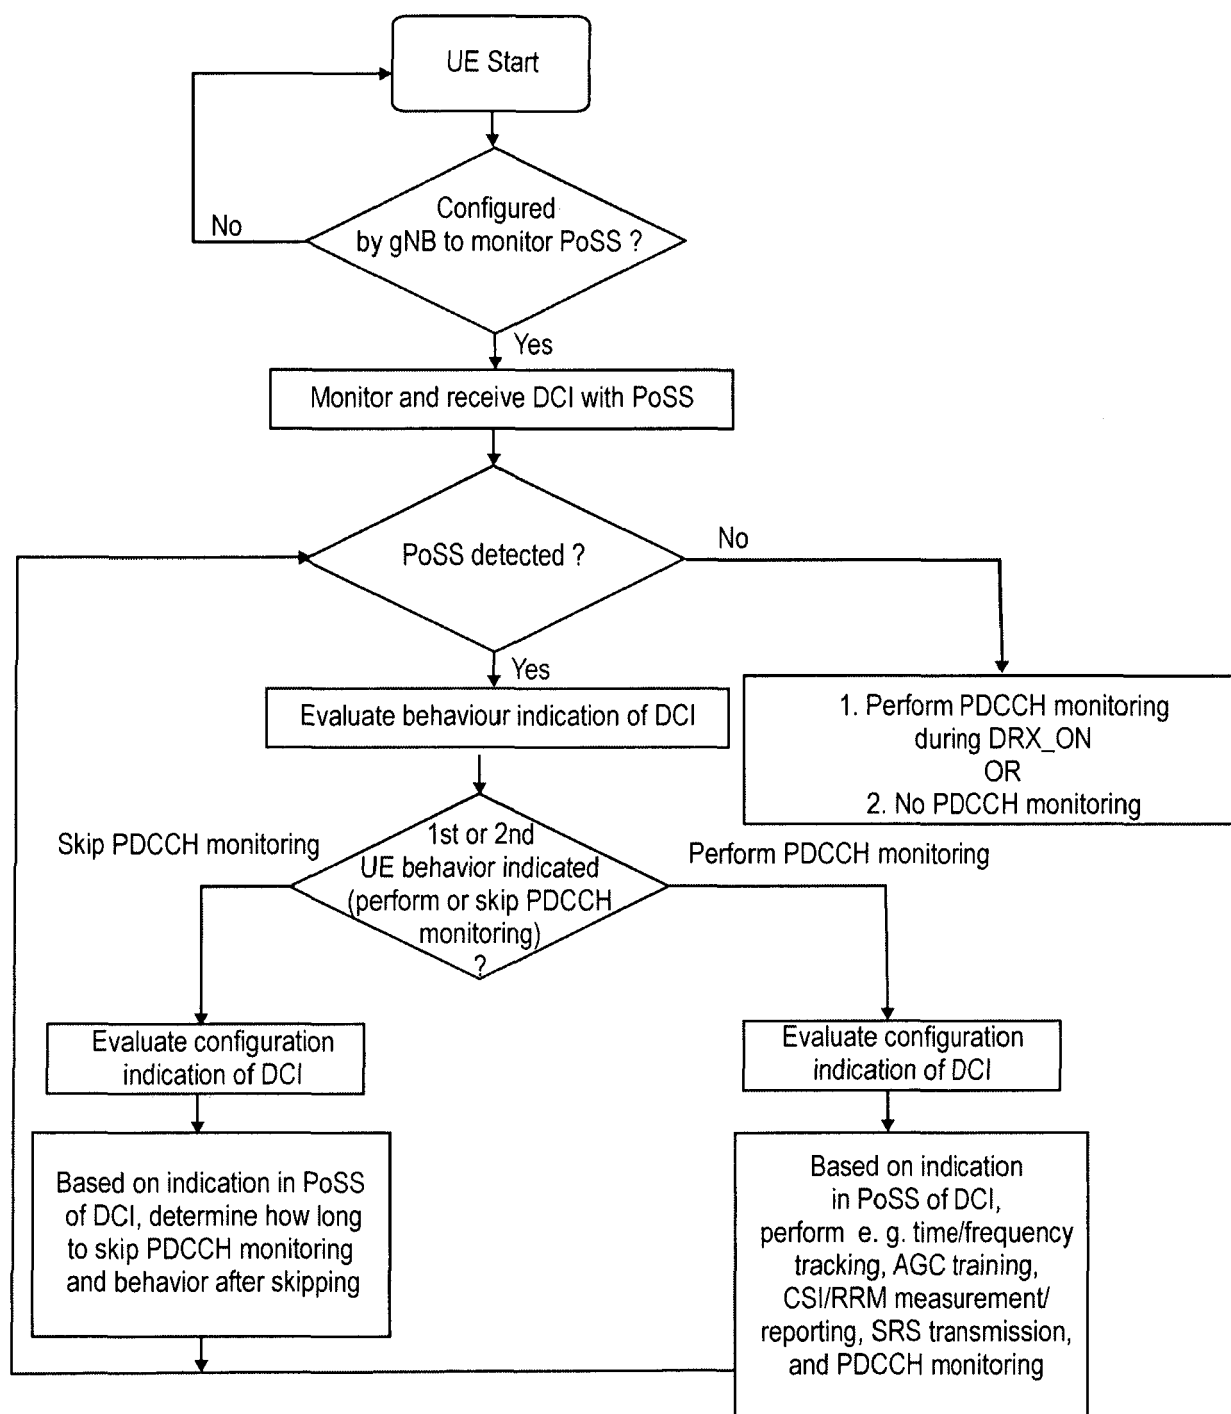 UE Start
Configured
by gNB to monitor PoSS ?
No
Yes
Monitor and receive DCI with PoSS
PoSS detected ?
No
Yes
Evaluate behaviour indication of DCI
1. Perform PDCCH monitoring
during DRX_ON
OR
2. No PDCCH monitoring
Skip PDCCH monitoring
1st or 2nd
UE behavior indicated
(perform or skip PDCCH
monitoring)
?
Perform PDCCH monitoring
Evaluate configuration
indication of DCI
Evaluate configuration
indication of DCI
Based on indication in PoSS
of DCI, determine how long
to skip PDCCH monitoring
and behavior after skipping
Based on indication
in PoSS of DCI,
perform e. g. time/frequency
tracking, AGC training,
CSI/RRM measurement/
reporting, SRS transmission,
and PDCCH monitoring